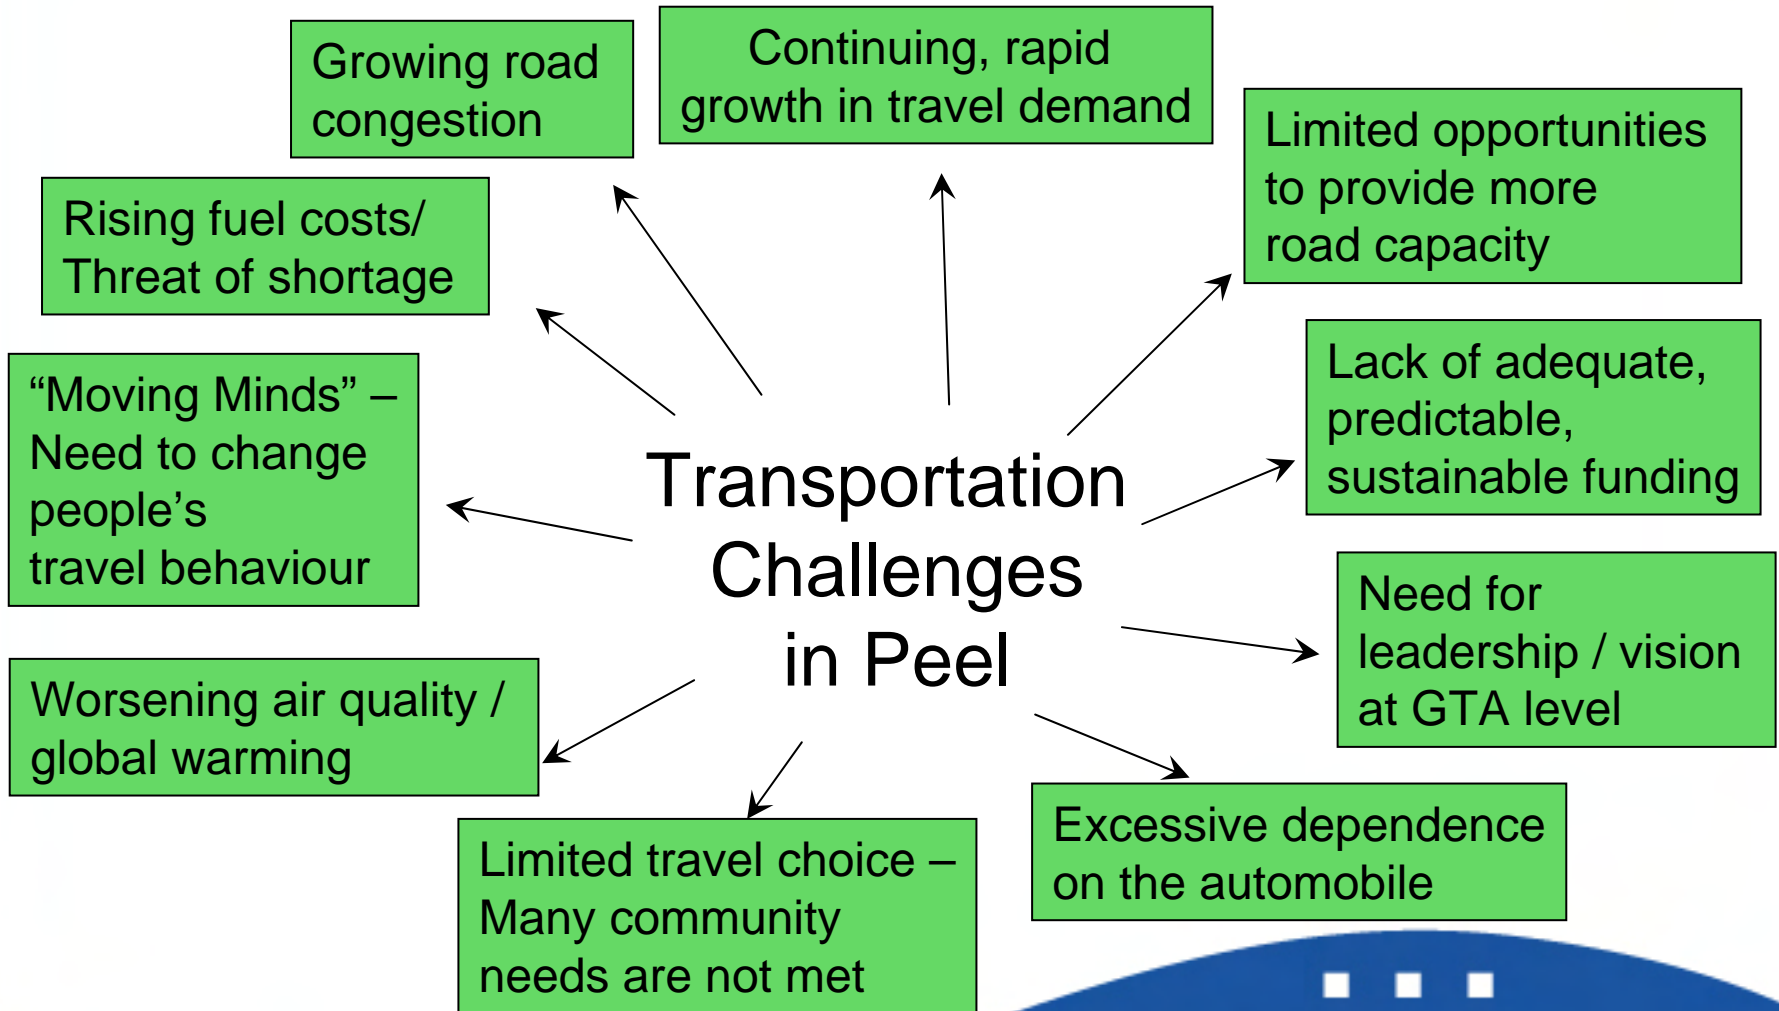 Growing road
congestion
Continuing, rapid
growth in travel demand
Limited opportunities
to provide more
road capacity
Rising fuel costs/
Threat of shortage
Lack of adequate,
predictable,
sustainable funding
“Moving Minds” –
Need to change
people’s
travel behaviour
Transportation
Challenges
in Peel
Need for
leadership / vision
at GTA level
Worsening air quality /
global warming
Excessive dependence
on the automobile
Limited travel choice –
Many community
needs are not met